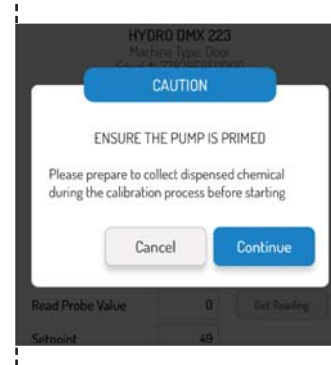 HYDRO DMX 223
Machine Type: Door
CAUTION
ENSURE THE PUMP IS PRIMED
Please prepare to collect dispensed chemical
during the calibration process before starting
Cancel
Continue
Read Probe Value
0
Get Reading
Setpoint
49